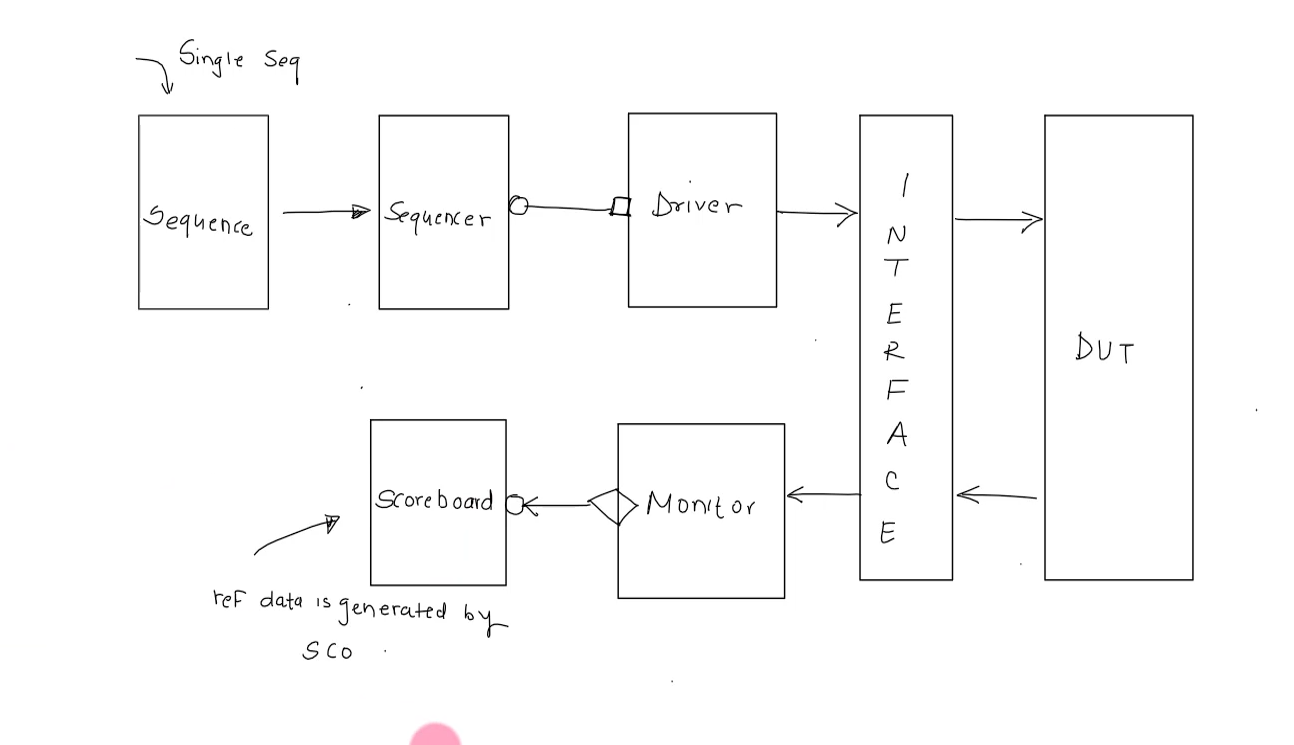 Single Seq
Sequence
Sequencer
Driver
INTERFACE
DUT
Scoreboard
Monitor
ref data is generated by
SCO